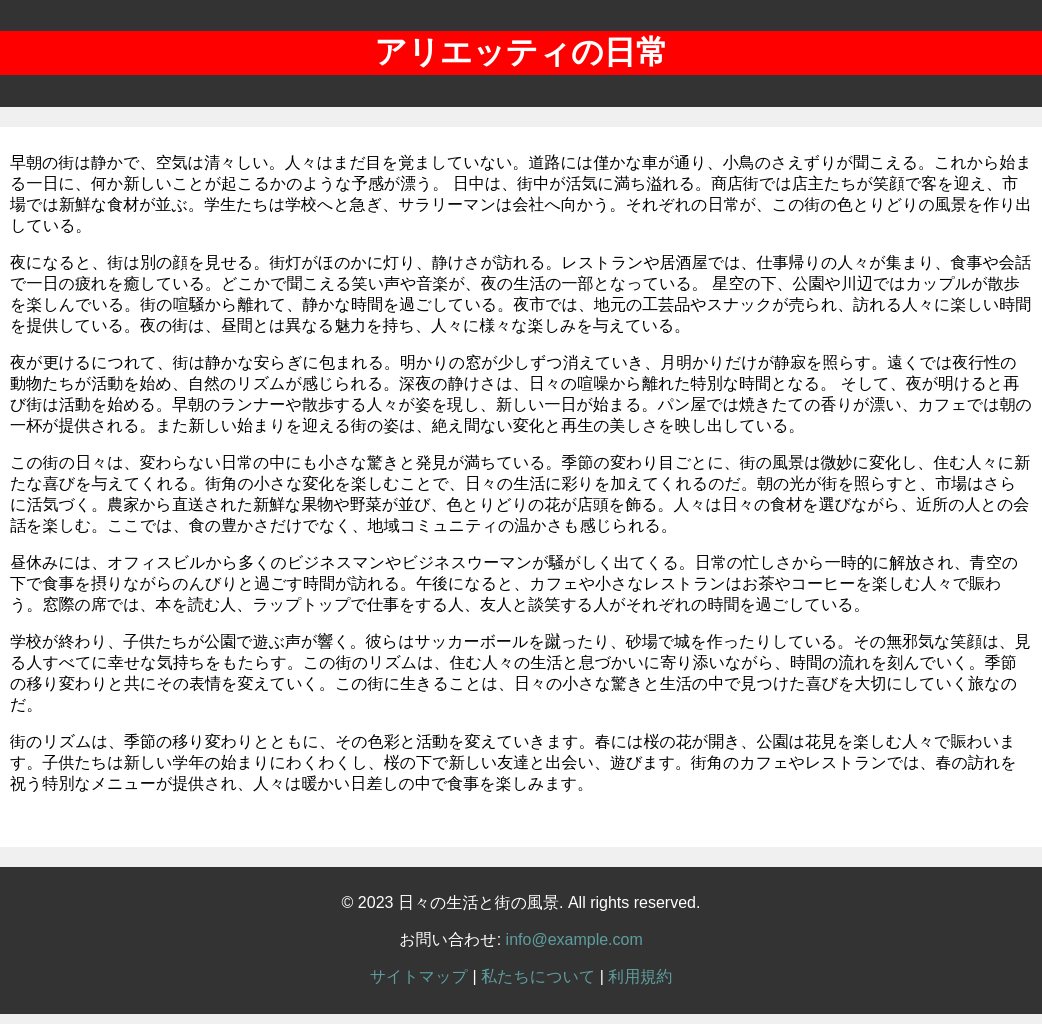 アリエッティの日常
早朝の街は静かで、空気は清々しい。人々はまだ目を覚ましていない。道路には僅かな車が通り、小鳥のさえずりが聞こえる。これから始ま
る一日に、何か新しいことが起こるかのような予感が漂う。 日中は、街中が活気に満ち溢れる。商店街では店主たちが笑顔で客を迎え、市
場では新鮮な食材が並ぶ。学生たちは学校へと急ぎ、サラリーマンは会社へ向かう。それぞれの日常が、この街の色とりどりの風景を作り出
している。
夜になると、街は別の顔を見せる。街灯がほのかに灯り、静けさが訪れる。レストランや居酒屋では、仕事帰りの人々が集まり、食事や会話
で一日の疲れを癒している。どこかで聞こえる笑い声や音楽が、夜の生活の一部となっている。 星空の下、公園や川辺ではカップルが散歩
を楽しんでいる。街の喧騒から離れて、静かな時間を過ごしている。夜市では、地元の工芸品やスナックが売られ、訪れる人々に楽しい時間
を提供している。夜の街は、昼間とは異なる魅力を持ち、人々に様々な楽しみを与えている。
夜が更けるにつれて、街は静かな安らぎに包まれる。明かりの窓が少しずつ消えていき、月明かりだけが静寂を照らす。遠くでは夜行性の
動物たちが活動を始め、自然のリズムが感じられる。深夜の静けさは、日々の喧噪から離れた特別な時間となる。 そして、夜が明けると再
び街は活動を始める。早朝のランナーや散歩する人々が姿を現し、新しい一日が始まる。パン屋では焼きたての香りが漂い、カフェでは朝の
一杯が提供される。また新しい始まりを迎える街の姿は、絶え間ない変化と再生の美しさを映し出している。
この街の日々は、変わらない日常の中にも小さな驚きと発見が満ちている。季節の変わり目ごとに、街の風景は微妙に変化し、住む人々に新
たな喜びを与えてくれる。街角の小さな変化を楽しむことで、日々の生活に彩りを加えてくれるのだ。朝の光が街を照らすと、市場はさら
に活気づく。農家から直送された新鮮な果物や野菜が並び、色とりどりの花が店頭を飾る。人々は日々の食材を選びながら、近所の人との会
話を楽しむ。ここでは、食の豊かさだけでなく、地域コミュニティの温かさも感じられる。
昼休みには、オフィスビルから多くのビジネスマンやビジネスウーマンが騒がしく出てくる。日常の忙しさから一時的に解放され、青空の
下で食事を摂りながらのんびりと過ごす時間が訪れる。午後になると、カフェや小さなレストランはお茶やコーヒーを楽しむ人々で賑わ
う。窓際の席では、本を読む人、ラップトップで仕事をする人、友人と談笑する人がそれぞれの時間を過ごしている。
学校が終わり、子供たちが公園で遊ぶ声が響く。彼らはサッカーボールを蹴ったり、砂場で城を作ったりしている。その無邪気な笑顔は、見
る人すべてに幸せな気持ちをもたらす。この街のリズムは、住む人々の生活と息づかいに寄り添いながら、時間の流れを刻んでいく。季節
の移り変わりと共にその表情を変えていく。この街に生きることは、日々の小さな驚きと生活の中で見つけた喜びを大切にしていく旅なの
だ。
街のリズムは、季節の移り変わりとともに、その色彩と活動を変えていきます。春には桜の花が開き、公園は花見を楽しむ人々で賑わいま
す。子供たちは新しい学年の始まりにわくわくし、桜の下で新しい友達と出会い、遊びます。街角のカフェやレストランでは、春の訪れを
祝う特別なメニューが提供され、人々は暖かい日差しの中で食事を楽しみます。
© 2023 日々の生活と街の風景. All rights reserved.
お問い合わせ: info@example.com
サイトマップ | 私たちについて | 利用規約